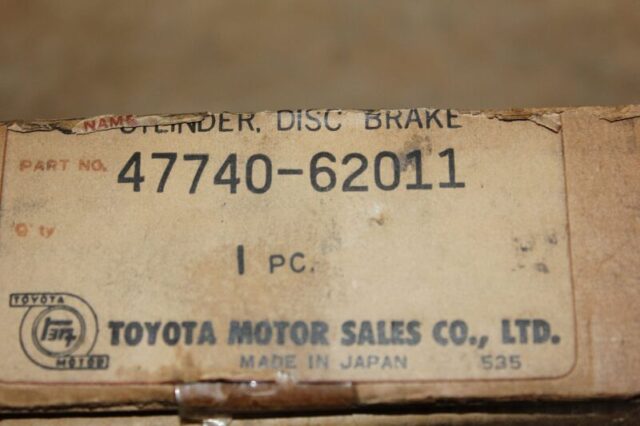 NAME CYLINDER, DISC BRAKE
PART NO. 47740-62011
Q'ty
1 PC.
TOYOTA
TEQ
MOTOR
TOYOTA MOTOR SALES CO., LTD.
MADE IN JAPAN 535